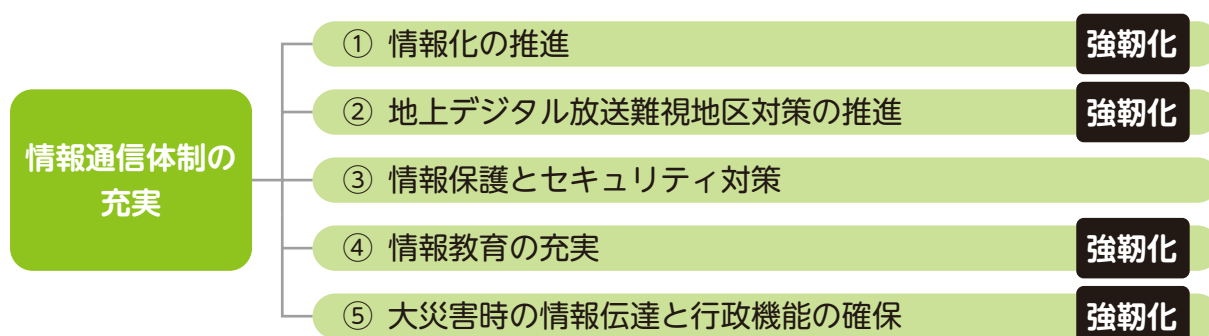 情報通信体制の
充実
① 情報化の推進 強靭化
② 地上デジタル放送難視地区対策の推進 強靭化
③ 情報保護とセキュリティ対策
④ 情報教育の充実 強靭化
⑤ 大災害時の情報伝達と行政機能の確保 強靭化